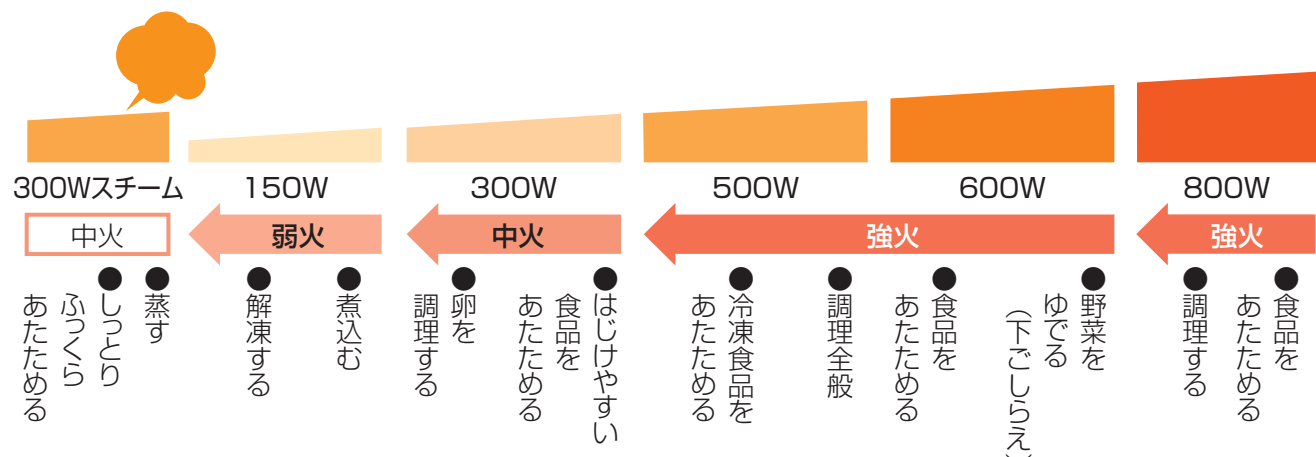 300Wスチーム
150W
300W
500W
600W
800W
中火
弱火
中火
強火
強火
●食品を
あたためる
●調理する
●野菜を
ゆでる
(下ごしらえ)
●食品を
あたためる
●調理全般
●冷凍食品を
あたためる
●はじけやすい
食品を
あたためる
●卵を
調理する
●煮込む
●解凍する
●蒸す
●しっとり
ふっくら
あたためる